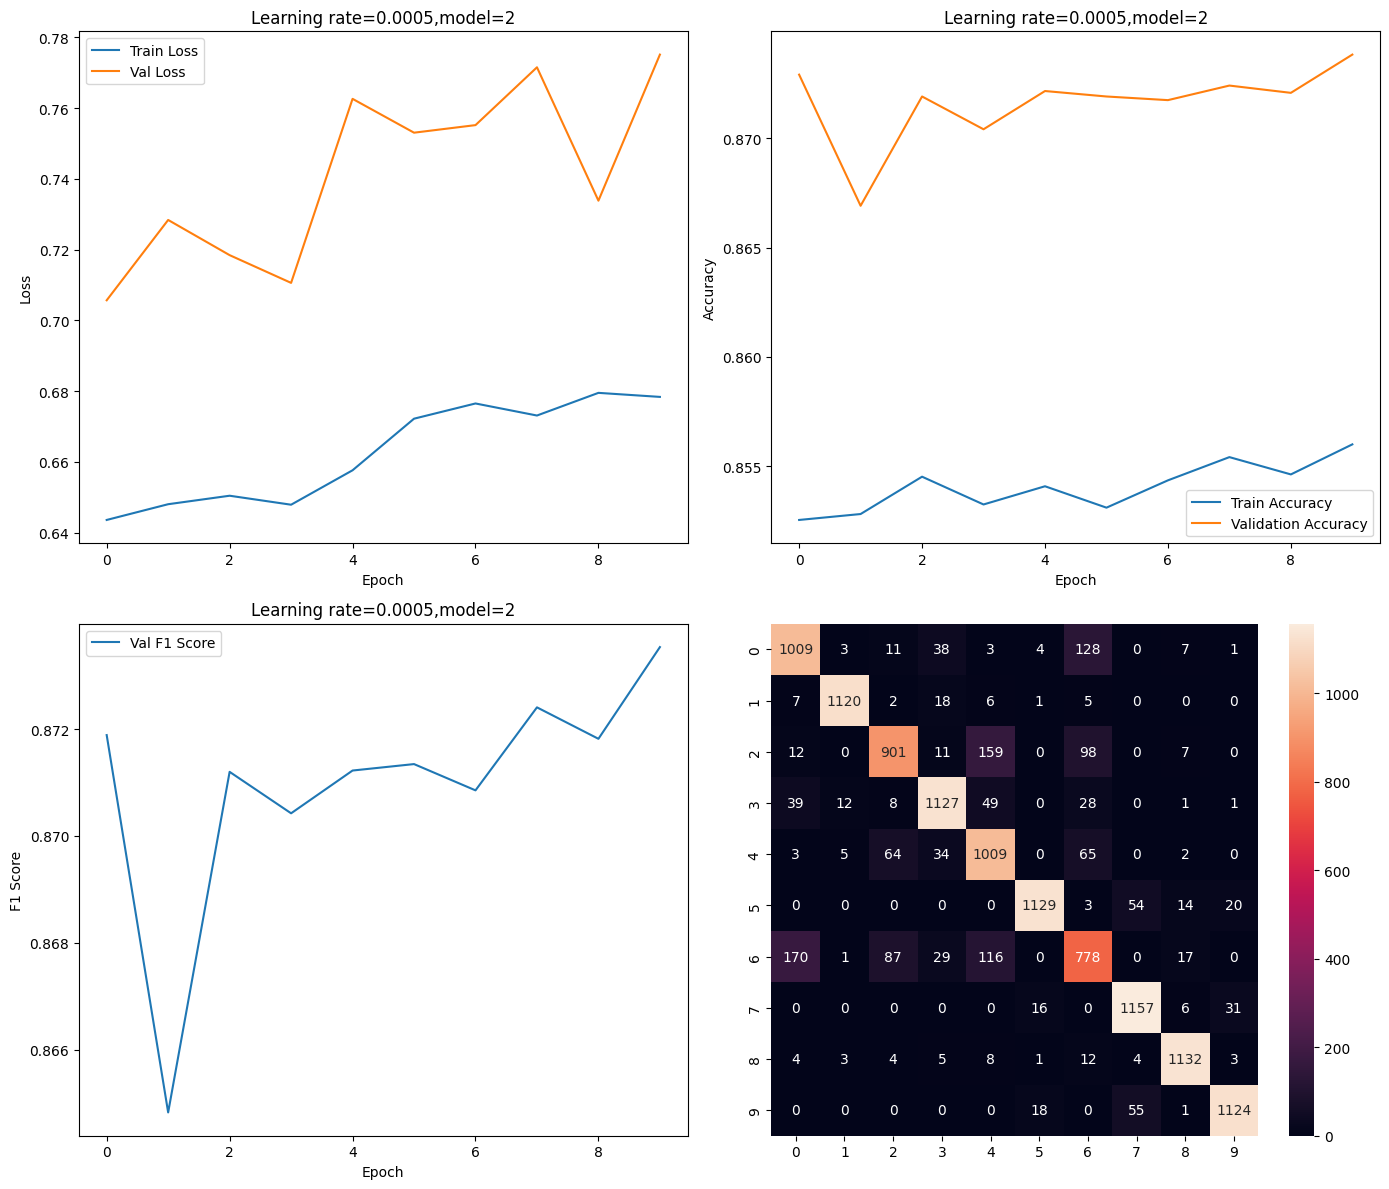 Learning rate=0.0005,model=2
0.78
0.76
0.74
0.72
0.70
0.68
0.66
0.64
Loss
Train Loss
Val Loss
0 2 4 6 8
Epoch
Learning rate=0.0005,model=2
0.870
0.865
0.860
0.855
Accuracy
Train Accuracy
Validation Accuracy
0 2 4 6 8
Epoch
Learning rate=0.0005,model=2
Val F1 Score
0.872
0.870
0.868
0.866
F1 Score
0 2 4 6 8
Epoch
0 1009 3 11 38 3 4 128 0 7 1
1 7 1120 2 18 6 1 5 0 0 0
2 12 0 901 11 159 0 98 0 7 0
3 39 12 8 1127 49 0 28 0 1 1
4 3 5 64 34 1009 0 65 0 2 0
5 0 0 0 0 0 1129 3 54 14 20
6 170 1 87 29 116 0 778 0 17 0
7 0 0 0 0 0 16 0 1157 6 31
8 4 3 4 5 8 1 12 4 1132 3
9 0 0 0 0 0 18 0 55 1 1124
0 1 2 3 4 5 6 7 8 9
1000
800
600
400
200
0